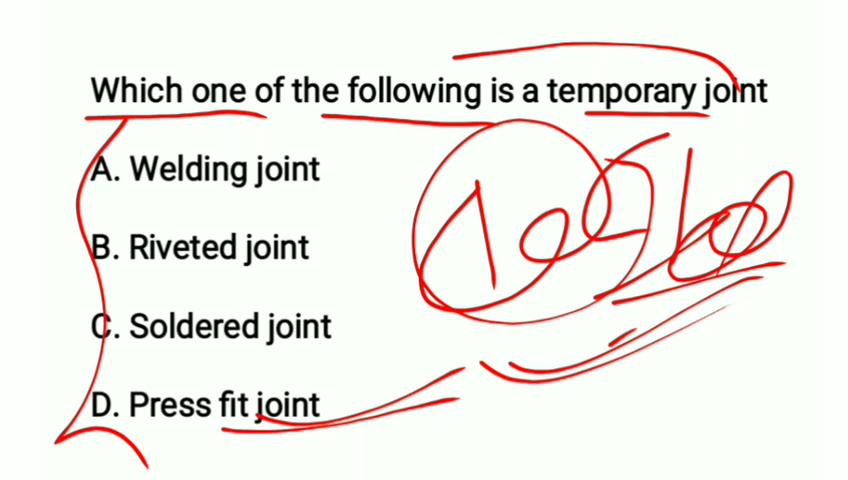 Which one of the following is a temporary joint
A. Welding joint
B. Riveted joint
C. Soldered joint
D. Press fit joint